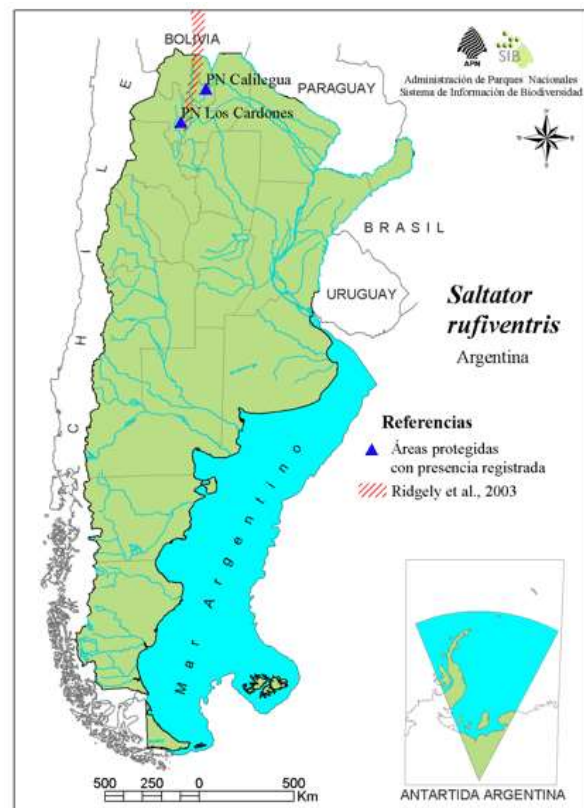 BOLIVIA
APN
SIB
Administración de Parques Nacionales
Sistema de Información de Biodiversidad
PN Calilegua
PARAGUAY
PN Los Cardones
BRASIL
CHILE
URUGUAY
Saltator
rufiventris
Argentina
Referencias
Áreas protegidas
con presencia registrada
Ridgely et al., 2003
Mar Argentino
500 250 0 500
Km
ANTARTIDA ARGENTINA